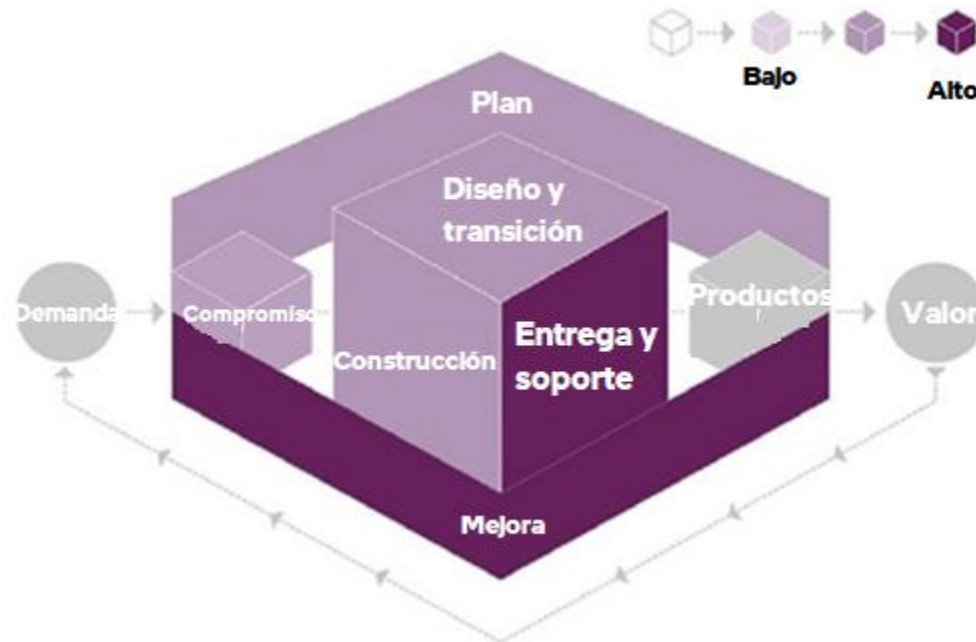 Bajo
Alto
Plan
Diseño y
transición
Demanda
Compromiso
Construcción
Entrega y
soporte
Productos
Valor
Mejora